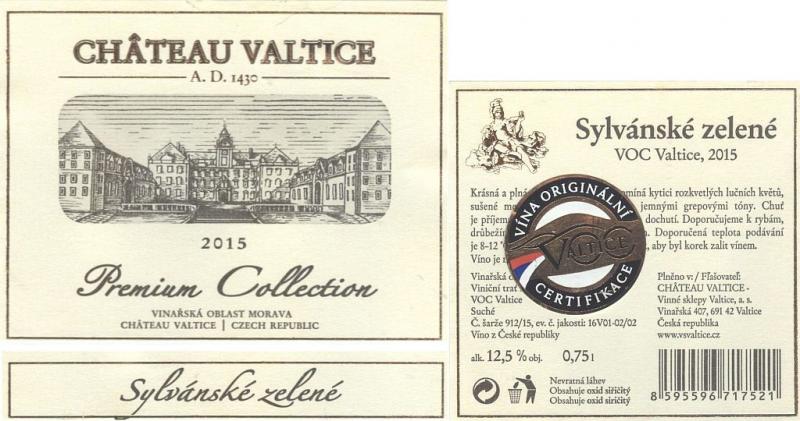 CHÂTEAU VALTICE
A. D. 1430
2015
Premium Collection
VINAŘSKÁ OBLAST MORAVA
CHÂTEAU VALTICE | CZECH REPUBLIC
Sylvánské zelené
Sylvánské zelené
VOC Valtice, 2015
Krásná a plná kytici rozkvetlých lučních květů,
sušené jemnými grepovými tóny. Chuť
je příjemn dochutí. Doporučujeme k rybám,
drůbeží Doporučená teplota podávání
je 8–12 °C, aby byl korek zalit vínem.
Víno je
VÍNA ORIGINÁLNÍ
VOC
VALTICE
CERTIFIKACE
Vinařská
Viniční trať
VOC Valtice
Suché
Č. šarže 912/15, ev. č. jakosti: 16V01-02/02
Víno z České republiky
Plněno v: / Fľašovateľ:
CHÂTEAU VALTICE -
Vinné sklepy Valtice, a. s.
Vinařská 407, 691 42 Valtice
Česká republika
www.vsvaltice.cz
alk. 12,5 % obj. 0,75 l
Nevratná láhev
Obsahuje oxid siřičitý
Obsahuje oxid siričitý
8 595596 717521